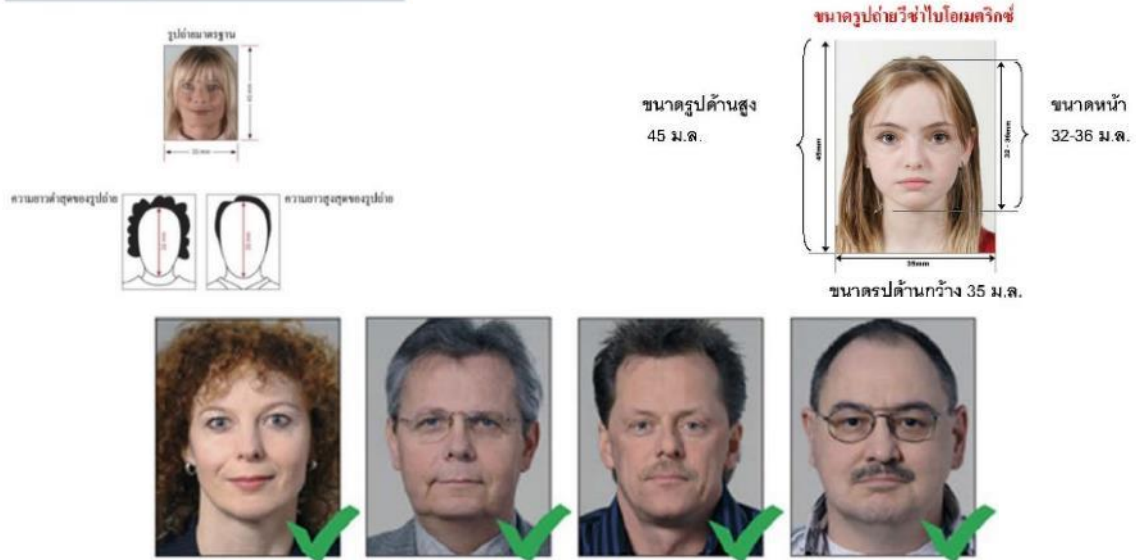 รูปถ่ายมาตรฐาน
35 mm
ความยาวต่ำสุดของรูปถ่าย
ความยาวสูงสุดของรูปถ่าย
ขนาดรูปถ่ายวีซ่าไบโอเมตริกซ์
ขนาดรูปด้านสูง
45 ม.ล.
45mm
32 - 36mm
ขนาดหน้า
32-36 ม.ล.
35mm
ขนาดรูปด้านกว้าง 35 ม.ล.